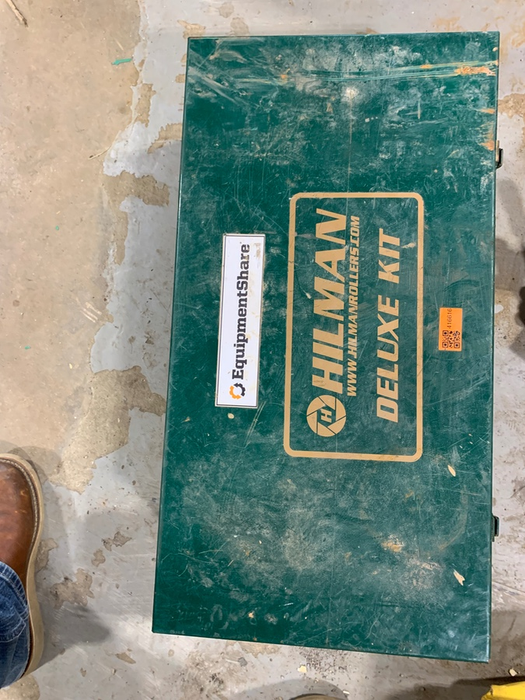 EquipmentShare
H HILMAN
WWW.HILMANROLLERS.COM
DELUXE KIT